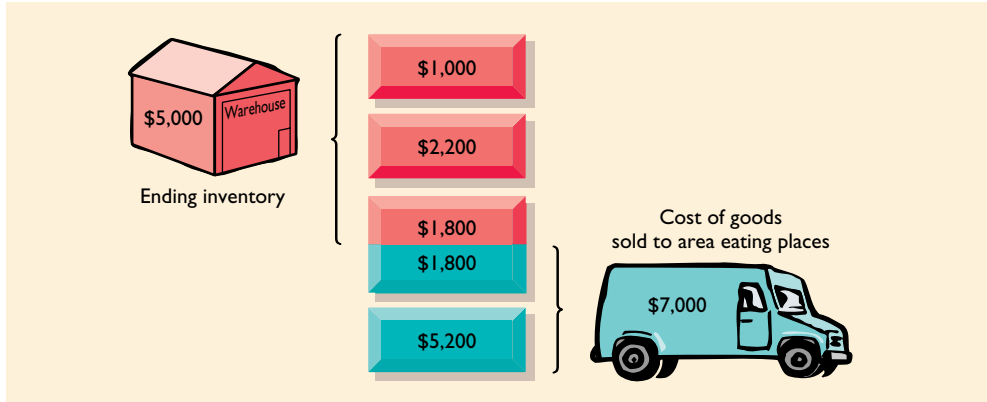 $5,000
Warehouse
Ending inventory
$1,000
$2,200
$1,800
$1,800
$5,200
Cost of goods
sold to area eating places
$7,000